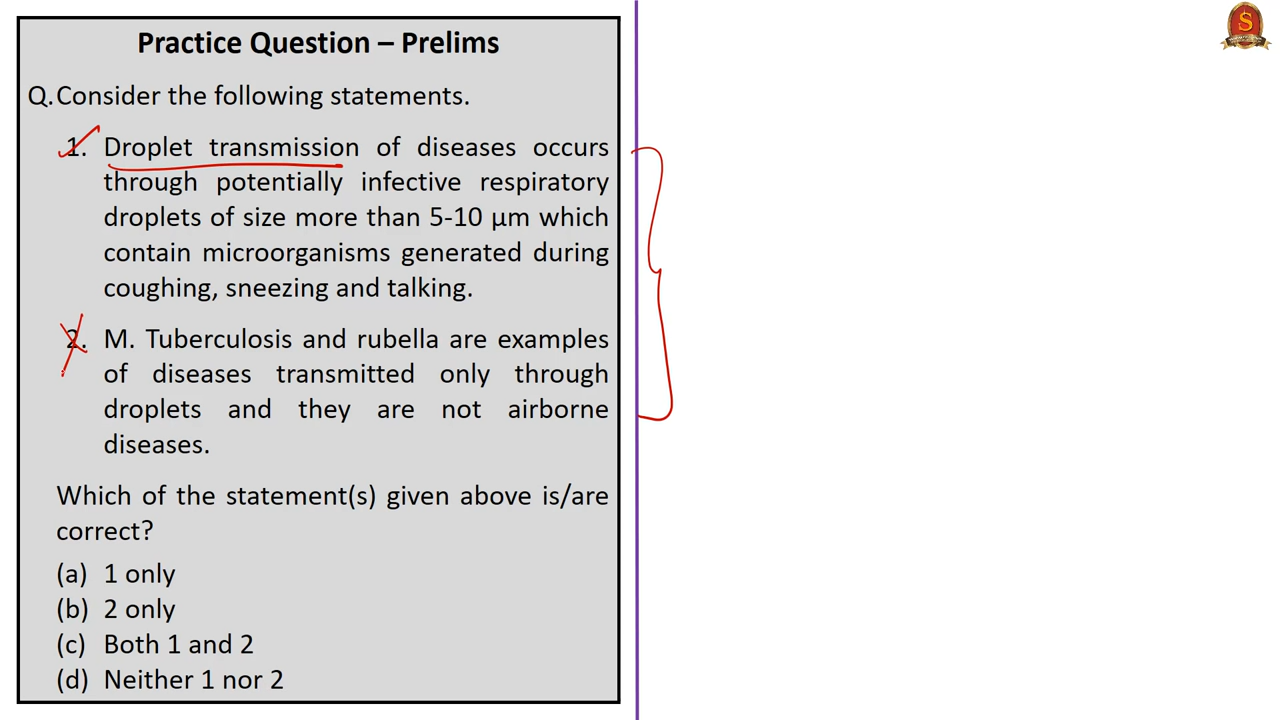 Practice Question – Prelims
Q. Consider the following statements.
1. Droplet transmission of diseases occurs
through potentially infective respiratory
droplets of size more than 5-10 µm which
contain microorganisms generated during
coughing, sneezing and talking.
2. M. Tuberculosis and rubella are examples
of diseases transmitted only through
droplets and they are not airborne
diseases.
Which of the statement(s) given above is/are
correct?
(a) 1 only
(b) 2 only
(c) Both 1 and 2
(d) Neither 1 nor 2
S